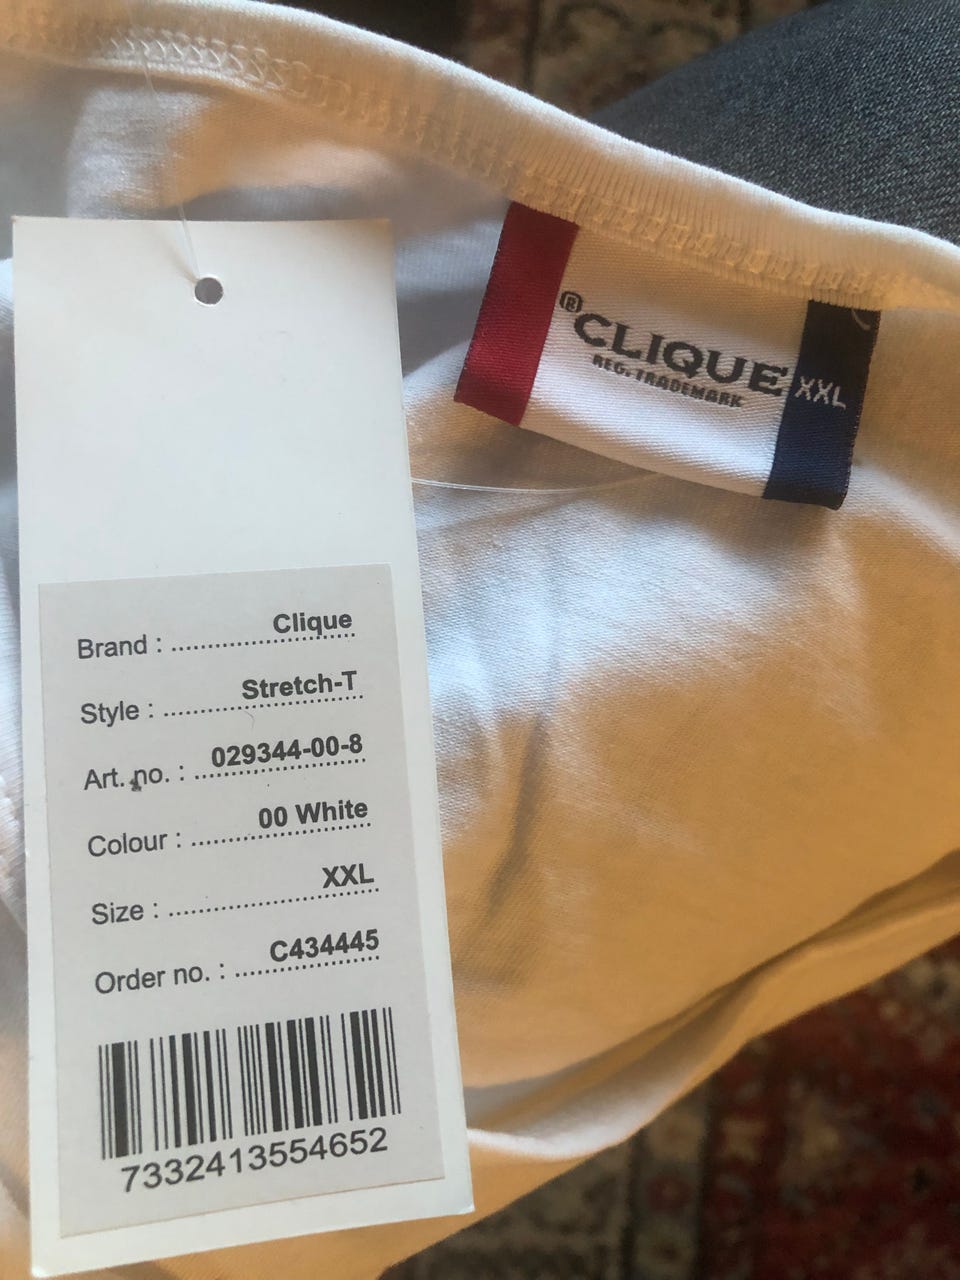 ® CLIQUE
REG. TRADEMARK
XXL
Brand : Clique
Style : Stretch-T
Art. no. : 029344-00-8
Colour : 00 White
Size : XXL
Order no. : C434445
7332413554652